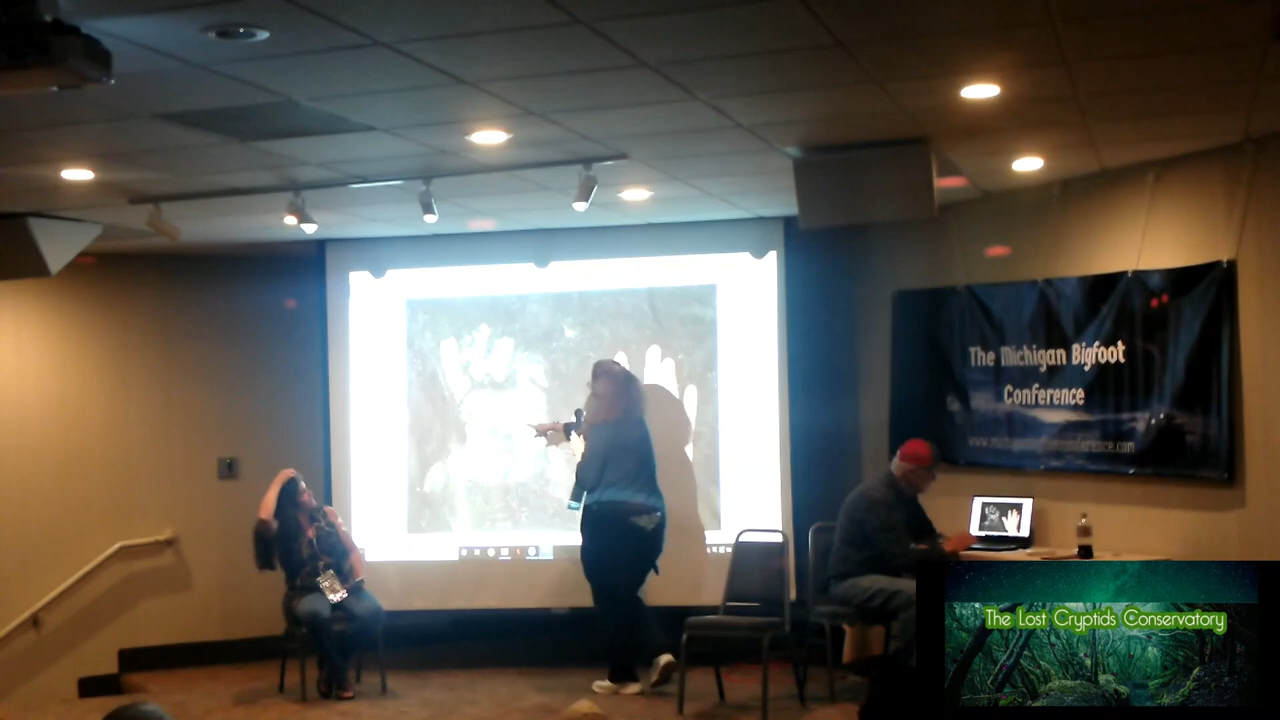 The Michigan Bigfoot
Conference
The Lost Cryptids Conservatory